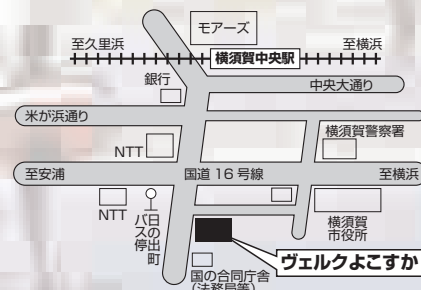 モアーズ
至久里浜
横須賀中央駅
至横浜
銀行
中央大通り
米が浜通り
NTT
横須賀警察署
至安浦
国道16号線
至横浜
NTT
日の出町
バス停
横須賀
市役所
ヴェルクよこすか
国の合同庁舎
(法務局等)